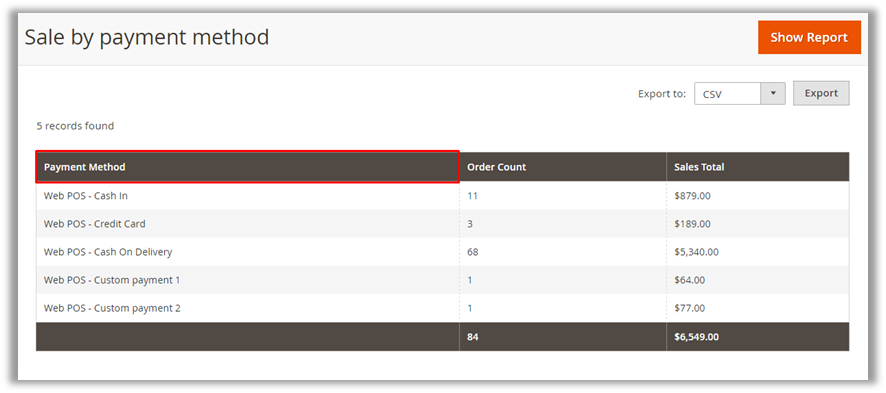 Sale by payment method
Show Report
Export to: CSV Export
5 records found
Payment Method Order Count Sales Total
Web POS - Cash In 11 $879.00
Web POS - Credit Card 3 $189.00
Web POS - Cash On Delivery 68 $5,340.00
Web POS - Custom payment 1 1 $64.00
Web POS - Custom payment 2 1 $77.00
84 $6,549.00